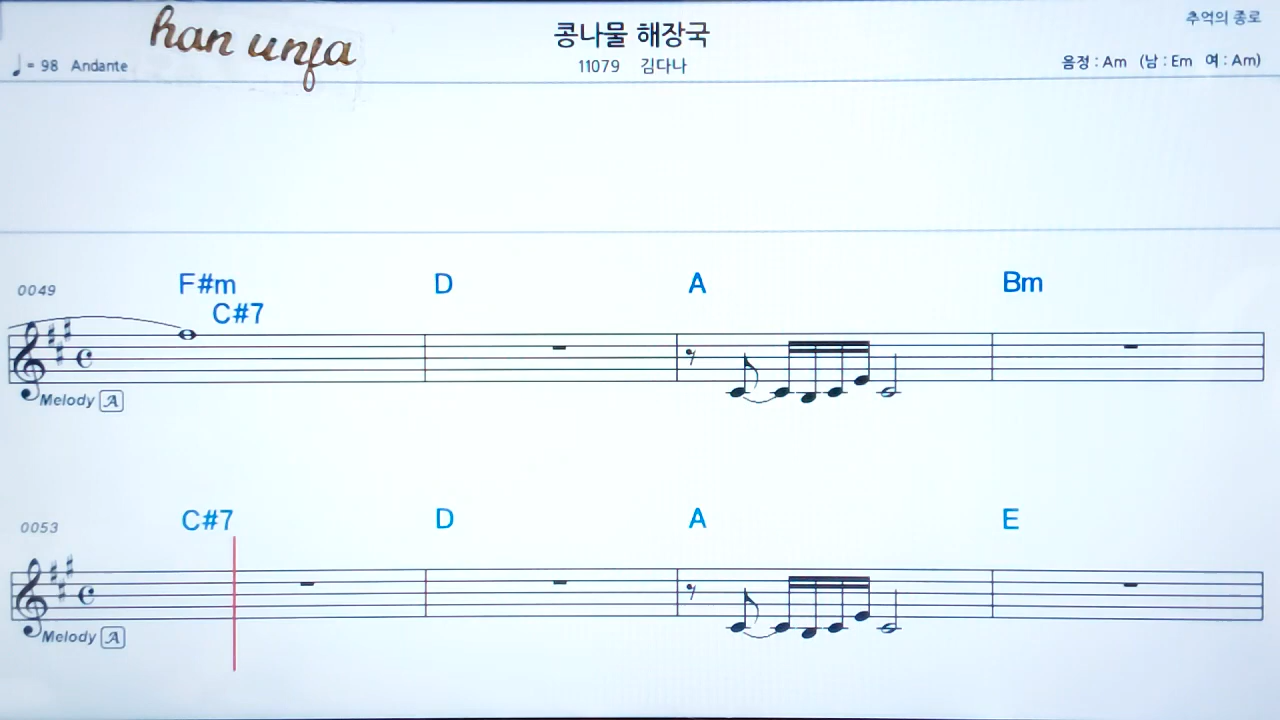 han unfa
콩나물 해장국
추억의 종로
♩= 98 Andante
11079 김다나
음정 : Am (남 : Em 여 : Am)
0049
F#m D A Bm
C#7
Melody A
0053
C#7 D A E
Melody A